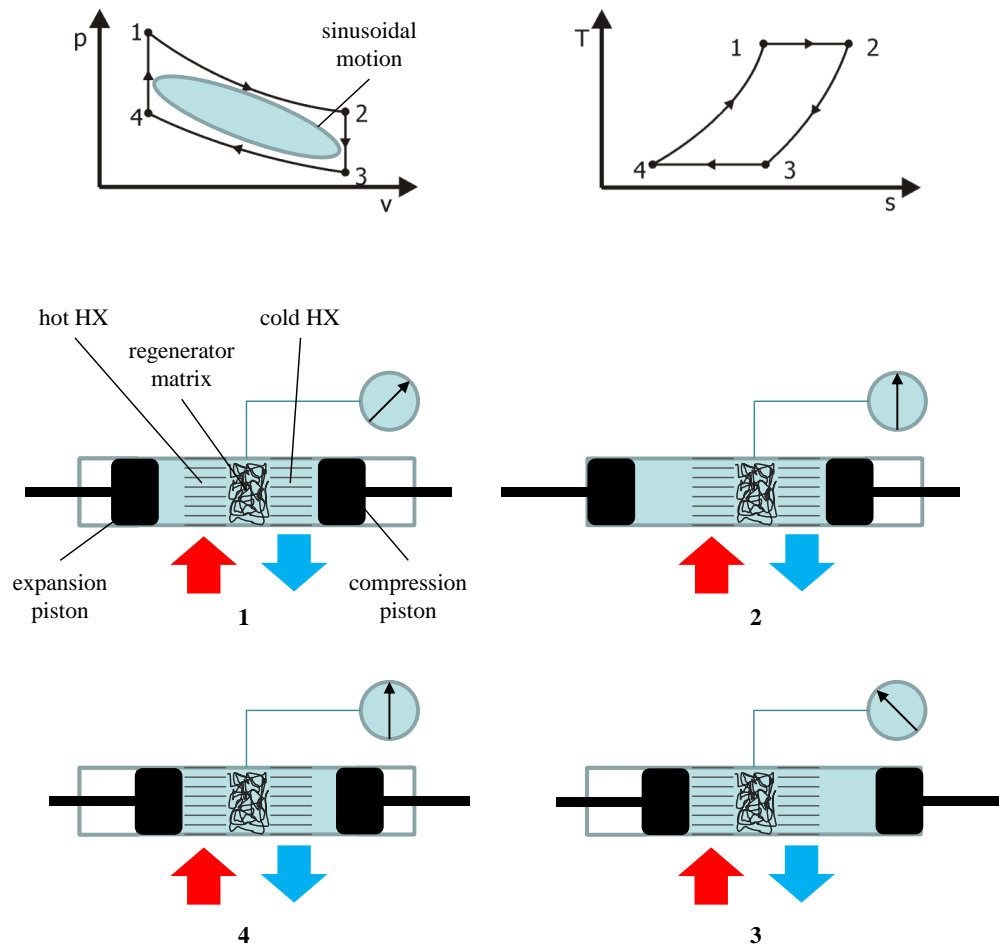 p
1
sinusoidal
motion
2
4
3
v
T
1
2
4
3
s
hot HX
cold HX
regenerator
matrix
expansion
piston
compression
piston
1
2
4
3